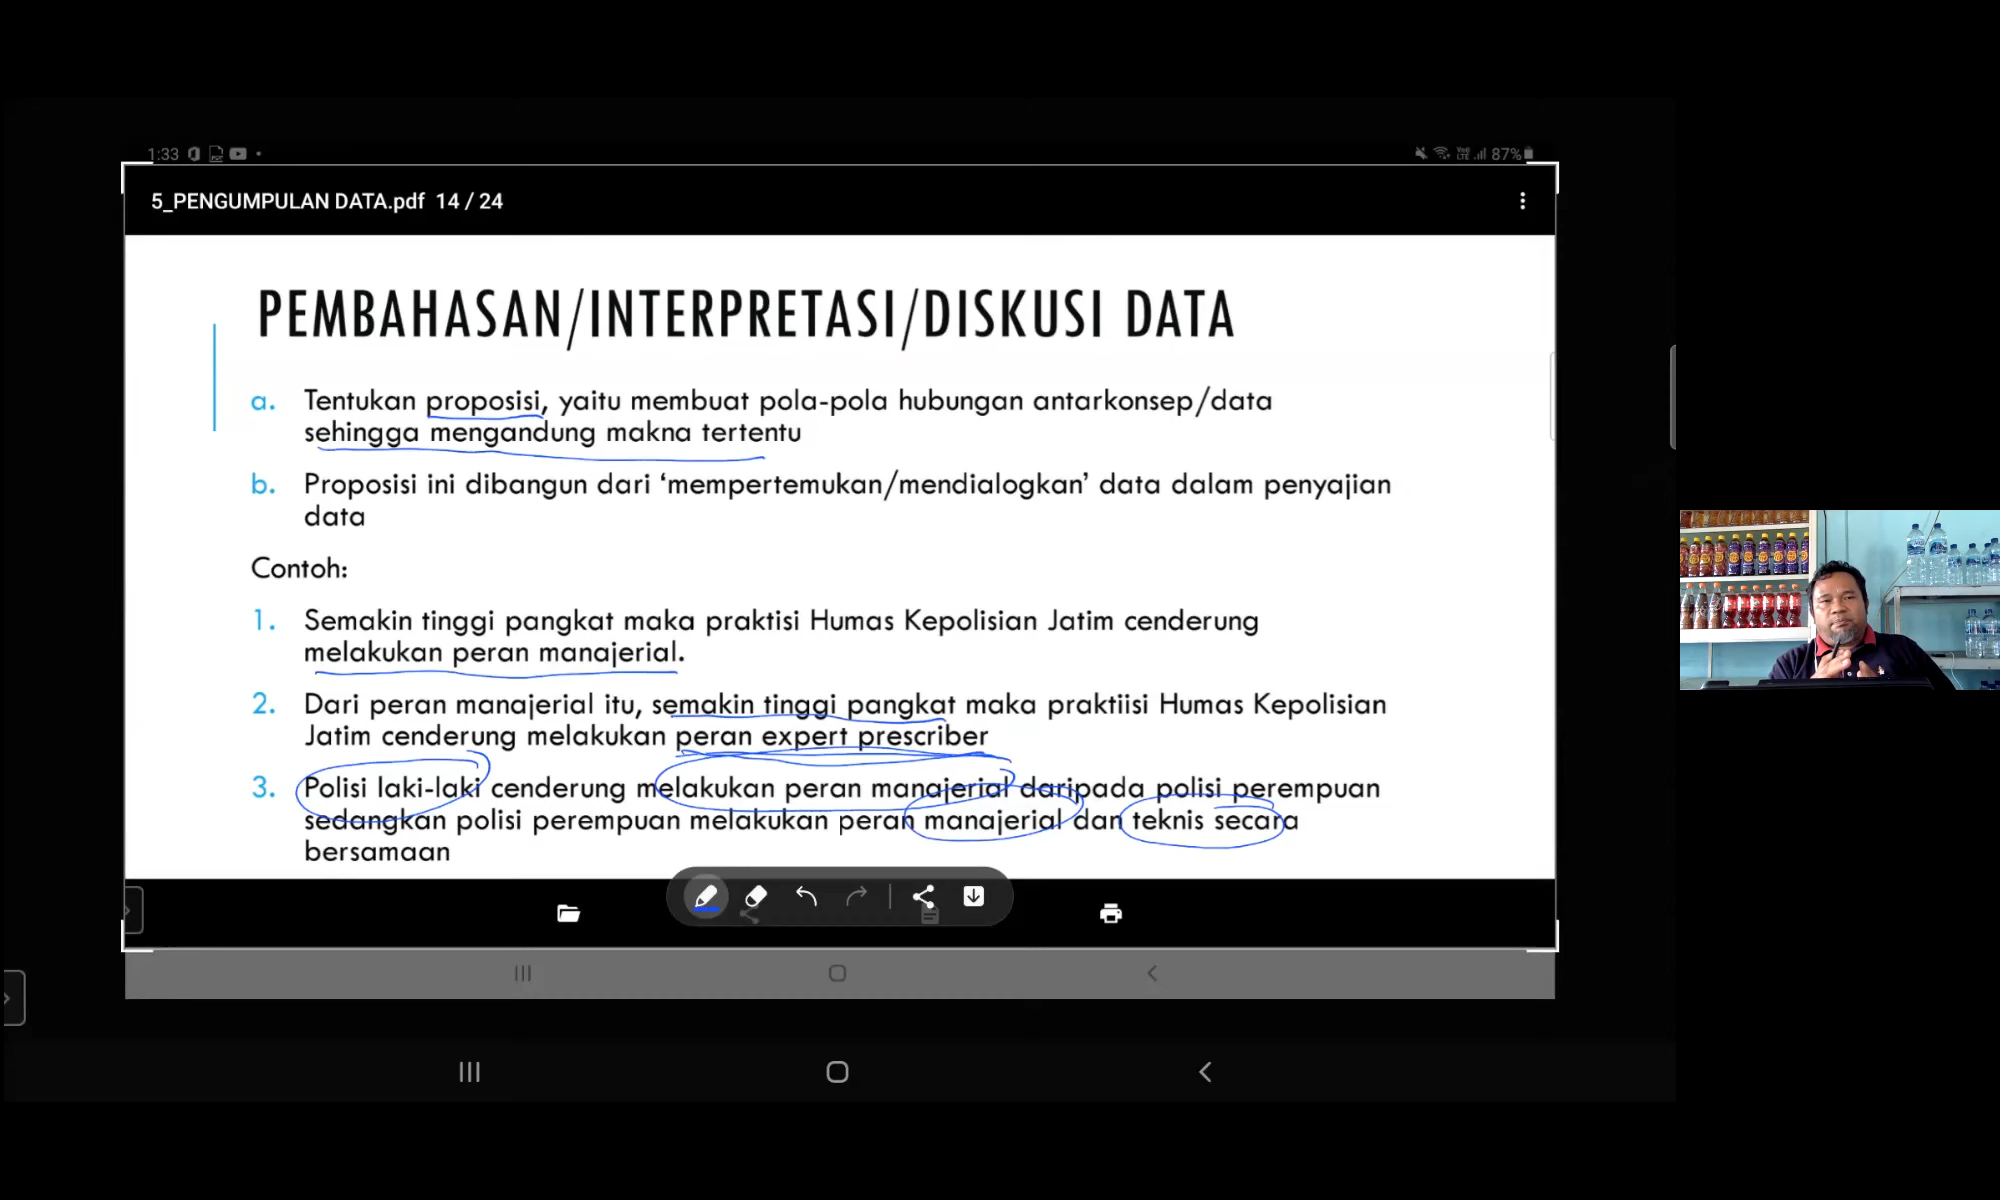 1:33
87%
5_PENGUMPULAN DATA.pdf 14 / 24
PEMBAHASAN/INTERPRETASI/DISKUSI DATA
a. Tentukan proposisi, yaitu membuat pola-pola hubungan antarkonsep/data
sehingga mengandung makna tertentu
b. Proposisi ini dibangun dari ‘mempertemukan/mendialogkan’ data dalam penyajian
data
Contoh:
1. Semakin tinggi pangkat maka praktisi Humas Kepolisian Jatim cenderung
melakukan peran manajerial.
2. Dari peran manajerial itu, semakin tinggi pangkat maka praktiisi Humas Kepolisian
Jatim cenderung melakukan peran expert prescriber
3. Polisi laki-laki cenderung melakukan peran manajerial daripada polisi perempuan
sedangkan polisi perempuan melakukan peran manajerial dan teknis secara
bersamaan